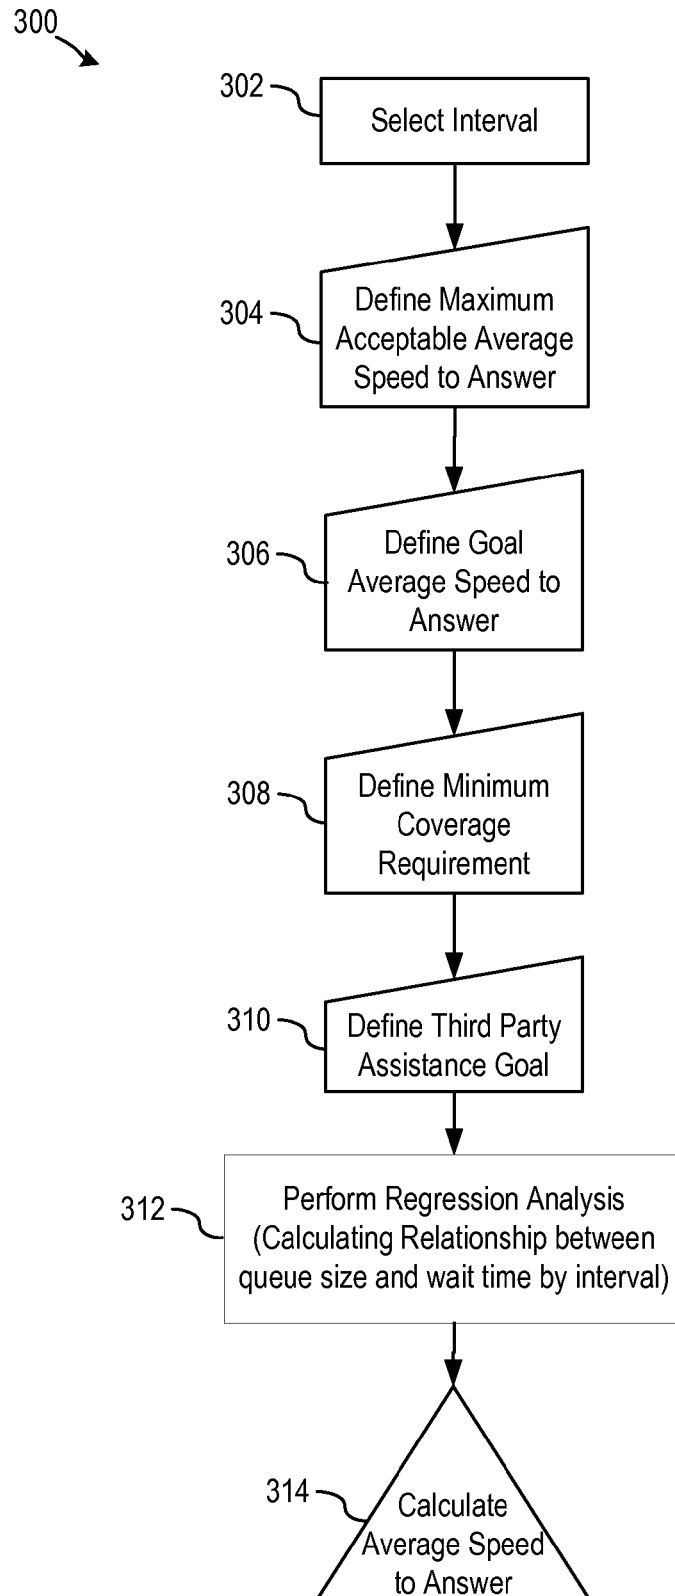 300
302
Select Interval
304
Define Maximum
Acceptable Average
Speed to Answer
306
Define Goal
Average Speed to
Answer
308
Define Minimum
Coverage
Requirement
310
Define Third Party
Assistance Goal
312
Perform Regression Analysis
(Calculating Relationship between
queue size and wait time by interval)
314
Calculate
Average Speed
to Answer